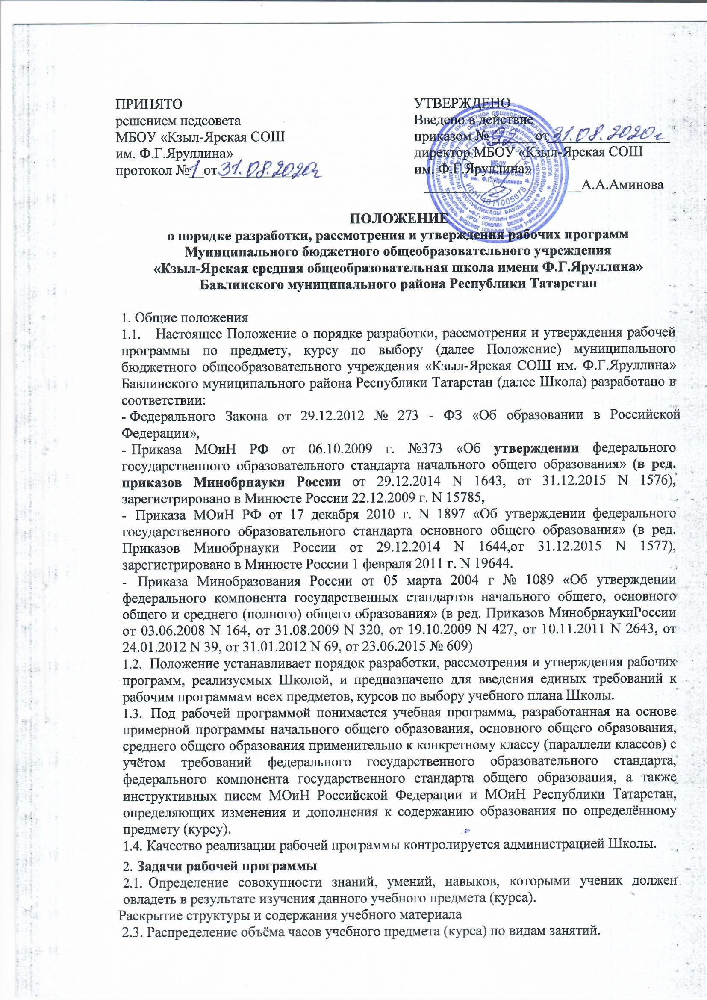 ПРИНЯТО
решением педсовета
МБОУ «Кзыл-Ярская СОШ
им. Ф.Г.Яруллина»
протокол № 1 от 31.08.2020г
УТВЕРЖДЕНО
Введено в действие
приказом № 92 от 31.08.2020г
директор МБОУ «Кзыл-Ярская СОШ
им. Ф.Г.Яруллина»
А.А.Аминова
МБОУ
им. Ф.Г. Яруллина»
ИНН 1611005678
ПОЛОЖЕНИЕ
о порядке разработки, рассмотрения и утверждения рабочих программ
Муниципального бюджетного общеобразовательного учреждения
«Кзыл-Ярская средняя общеобразовательная школа имени Ф.Г.Яруллина»
Бавлинского муниципального района Республики Татарстан
1. Общие положения
1.1. Настоящее Положение о порядке разработки, рассмотрения и утверждения рабочей
программы по предмету, курсу по выбору (далее Положение) муниципального
бюджетного общеобразовательного учреждения «Кзыл-Ярская СОШ им. Ф.Г.Яруллина»
Бавлинского муниципального района Республики Татарстан (далее Школа) разработано в
соответствии:
- Федерального Закона от 29.12.2012 № 273 - ФЗ «Об образовании в Российской
Федерации»,
- Приказа МОиН РФ от 06.10.2009 г. №373 «Об утверждении федерального
государственного образовательного стандарта начального общего образования» (в ред.
приказов Минобрнауки России от 29.12.2014 N 1643, от 31.12.2015 N 1576),
зарегистрировано в Минюсте России 22.12.2009 г. N 15785,
- Приказа МОиН РФ от 17 декабря 2010 г. N 1897 «Об утверждении федерального
государственного образовательного стандарта основного общего образования» (в ред.
Приказов Минобрнауки России от 29.12.2014 N 1644,от 31.12.2015 N 1577),
зарегистрировано в Минюсте России 1 февраля 2011 г. N 19644.
- Приказа Минобразования России от 05 марта 2004 г № 1089 «Об утверждении
федерального компонента государственных стандартов начального общего, основного
общего и среднего (полного) общего образования» (в ред. Приказов МинобрнаукиРоссии
от 03.06.2008 N 164, от 31.08.2009 N 320, от 19.10.2009 N 427, от 10.11.2011 N 2643, от
24.01.2012 N 39, от 31.01.2012 N 69, от 23.06.2015 № 609)
1.2. Положение устанавливает порядок разработки, рассмотрения и утверждения рабочих
программ, реализуемых Школой, и предназначено для введения единых требований к
рабочим программам всех предметов, курсов по выбору учебного плана Школы.
1.3. Под рабочей программой понимается учебная программа, разработанная на основе
примерной программы начального общего образования, основного общего образования,
среднего общего образования применительно к конкретному классу (параллели классов) с
учётом требований федерального государственного образовательного стандарта,
федерального компонента государственного стандарта общего образования, а также
инструктивных писем МОиН Российской Федерации и МОиН Республики Татарстан,
определяющих изменения и дополнения к содержанию образования по определённому
предмету (курсу).
1.4. Качество реализации рабочей программы контролируется администрацией Школы.
2. Задачи рабочей программы
2.1. Определение совокупности знаний, умений, навыков, которыми ученик должен
овладеть в результате изучения данного учебного предмета (курса).
Раскрытие структуры и содержания учебного материала
2.3. Распределение объёма часов учебного предмета (курса) по видам занятий.